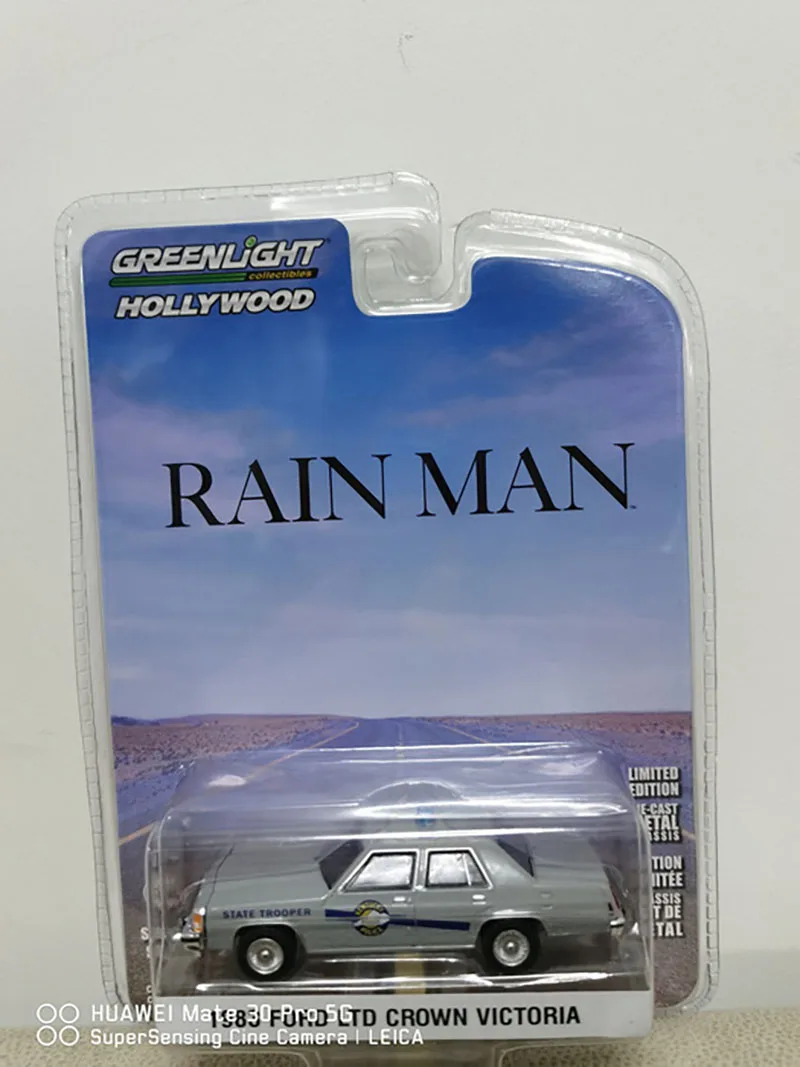 GREENLIGHT
collectibles
HOLLYWOOD
RAIN MAN
LIMITED
EDITION
STATE TROOPER
FORD LTD CROWN VICTORIA
HUAWEI Mate 30 Pro 5G
SuperSensing Cine Camera | LEICA